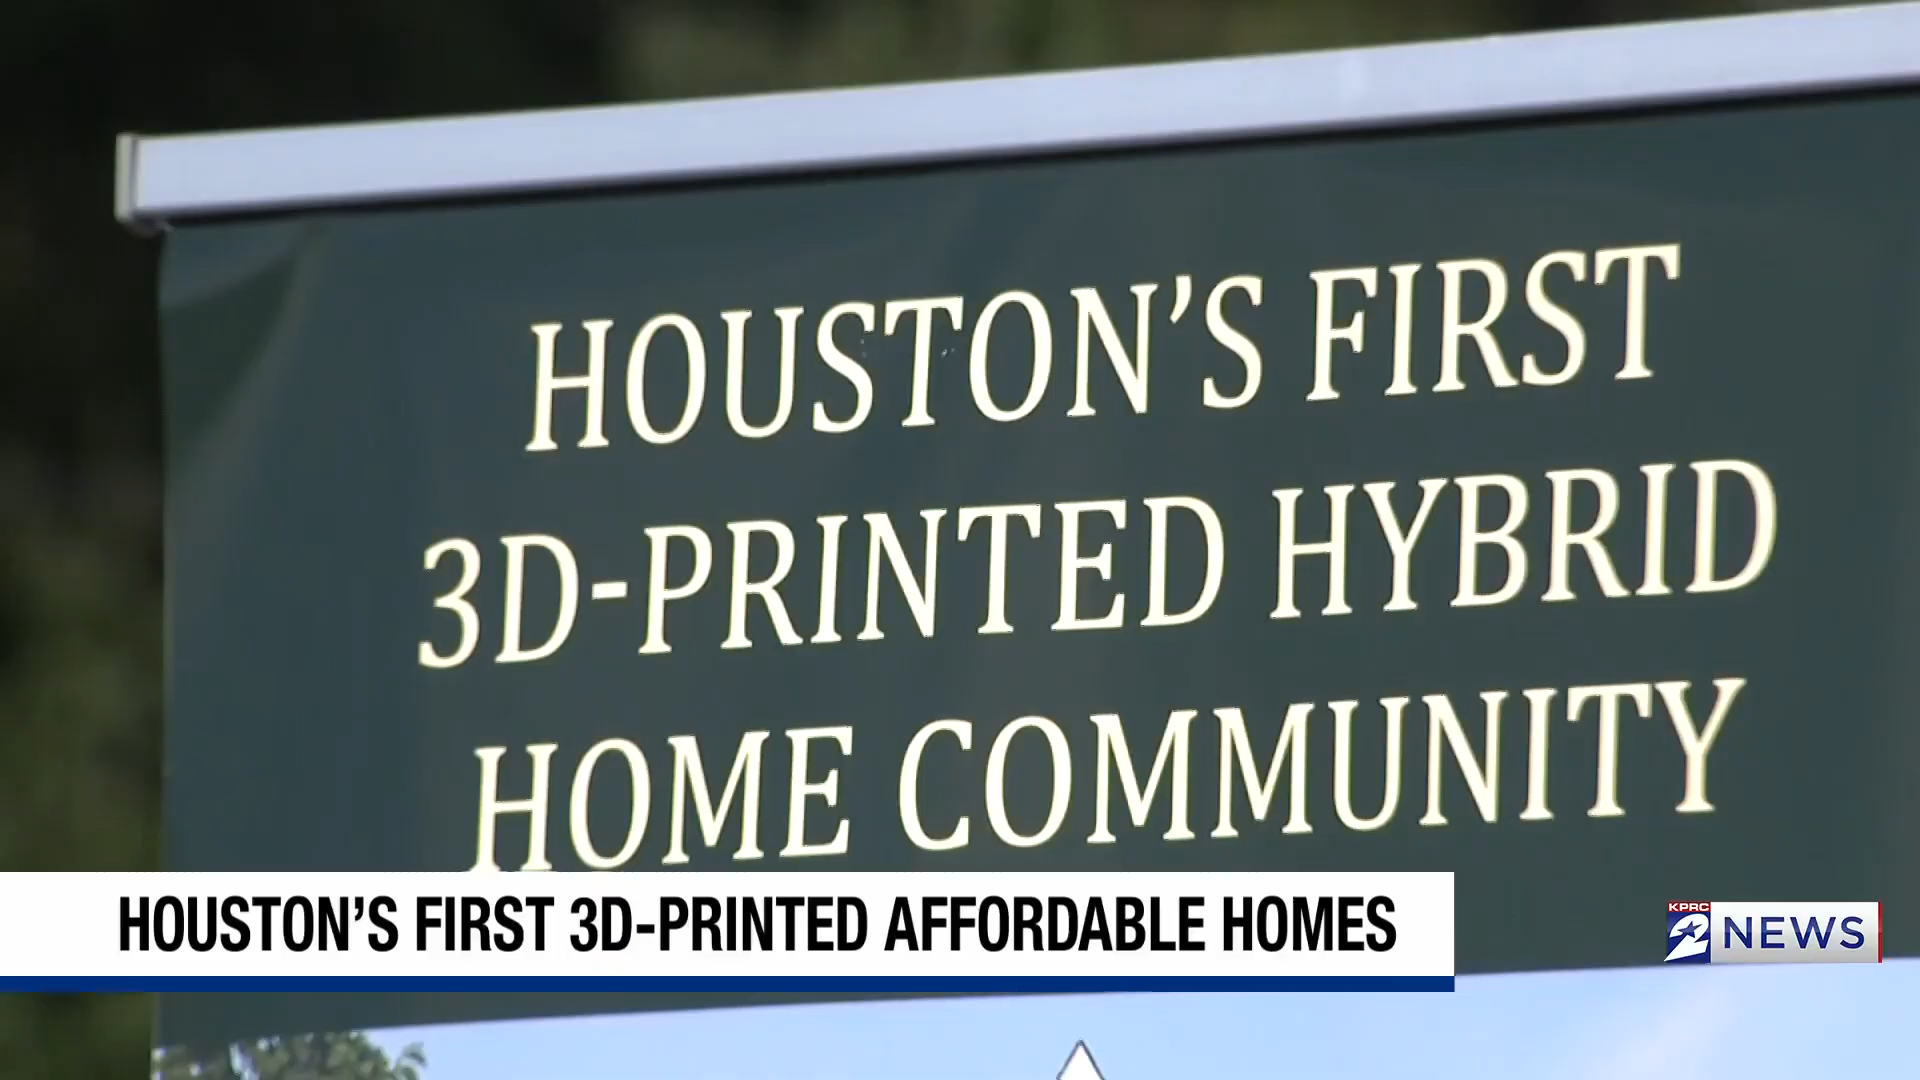 HOUSTON'S FIRST
3D-PRINTED HYBRID
HOME COMMUNITY
HOUSTON'S FIRST 3D-PRINTED AFFORDABLE HOMES
KPRC
2 NEWS